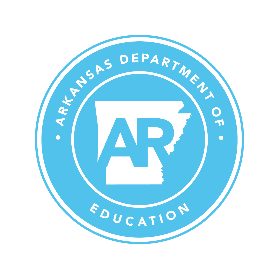 ARKANSAS DEPARTMENT OF
AR
EDUCATION